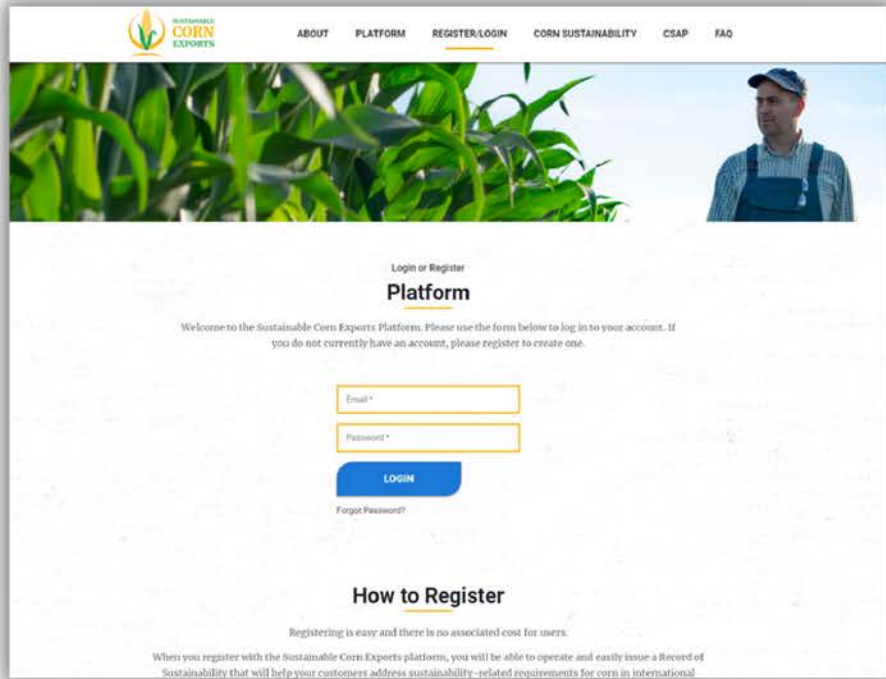 SUSTAINABLE
CORN
EXPORTS
ABOUT PLATFORM REGISTER/LOGIN CORN SUSTAINABILITY CSAP FAQ
Login or Register
Platform
Welcome to the Sustainable Corn Exports Platform. Please use the form below to log in to your account. If
you do not currently have an account, please register to create one.
Email *
Password *
LOGIN
Forgot Password?
How to Register
Registering is easy and there is no associated cost for users.
When you register with the Sustainable Corn Exports platform, you will be able to operate and easily issue a Record of
Sustainability that will help your customers address sustainability-related requirements for corn in international